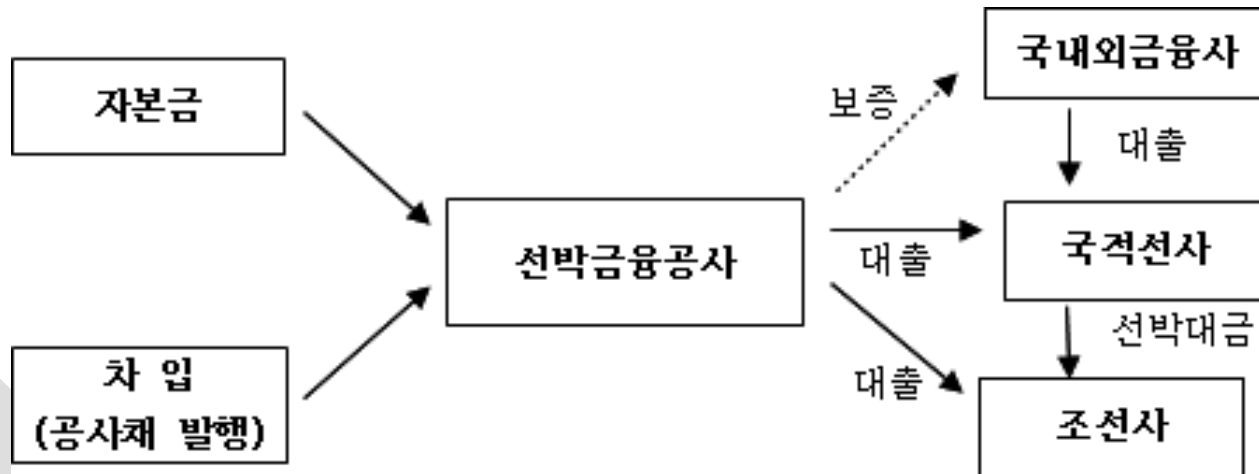 국내외금융사
자본금
보증
대출
선박금융공사
대출
국적선사
선박대금
차 입
(공사채 발행)
대출
조선사